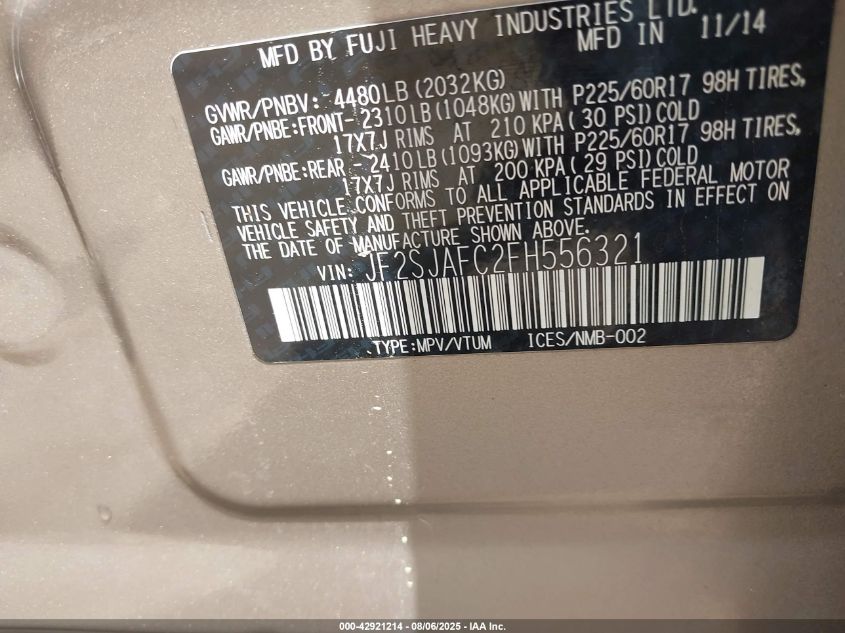 MFD BY FUJI HEAVY INDUSTRIES LTD.
MFD IN 11/14
GVWR/PNBV: 4480LB(2032KG)
GAWR/PNBE:FRONT-2310LB(1048KG)WITH P225/60R17 98H TIRES,
17X7J RIMS AT 210 KPA(30 PSI)COLD
GAWR/PNBE:REAR -2410LB(1093KG)WITH P225/60R17 98H TIRES,
17X7J RIMS AT 200 KPA(29 PSI)COLD
THIS VEHICLE CONFORMS TO ALL APPLICABLE FEDERAL MOTOR
VEHICLE SAFETY AND THEFT PREVENTION STANDARDS IN EFFECT ON
THE DATE OF MANUFACTURE SHOWN ABOVE.
VIN: JF2SJAFC2FH556321
TYPE:MPV/VTUM ICES/NMB-002
000-42921214 - 08/06/2025 - IAA Inc.